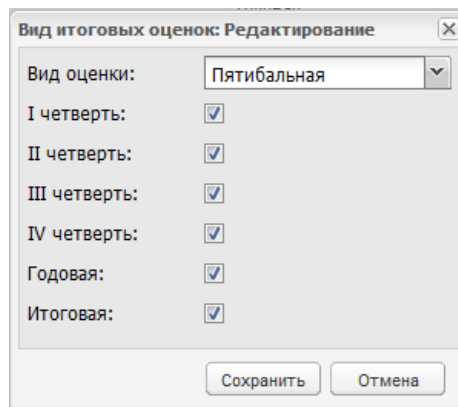 Вид итоговых оценок: Редактирование
Вид оценки: Пятибальная
I четверть:
II четверть:
III четверть:
IV четверть:
Годовая:
Итоговая:
Сохранить Отмена